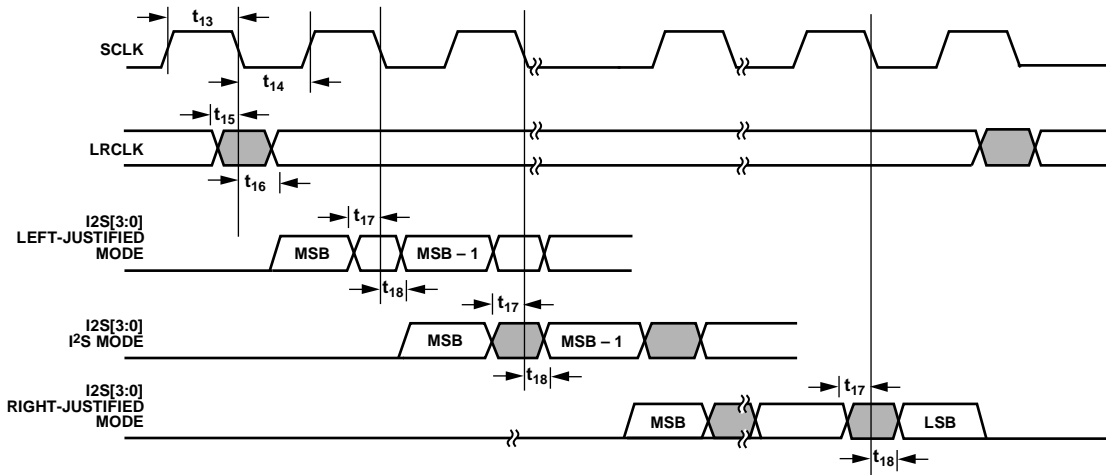 t13
SCLK
t14
t15
LRCLK
t16
I2S[3:0]
LEFT-JUSTIFIED
MODE
t17
MSB
MSB – 1
t18
I2S[3:0]
I²S MODE
t17
MSB
MSB – 1
t18
I2S[3:0]
RIGHT-JUSTIFIED
MODE
t17
MSB
LSB
t18